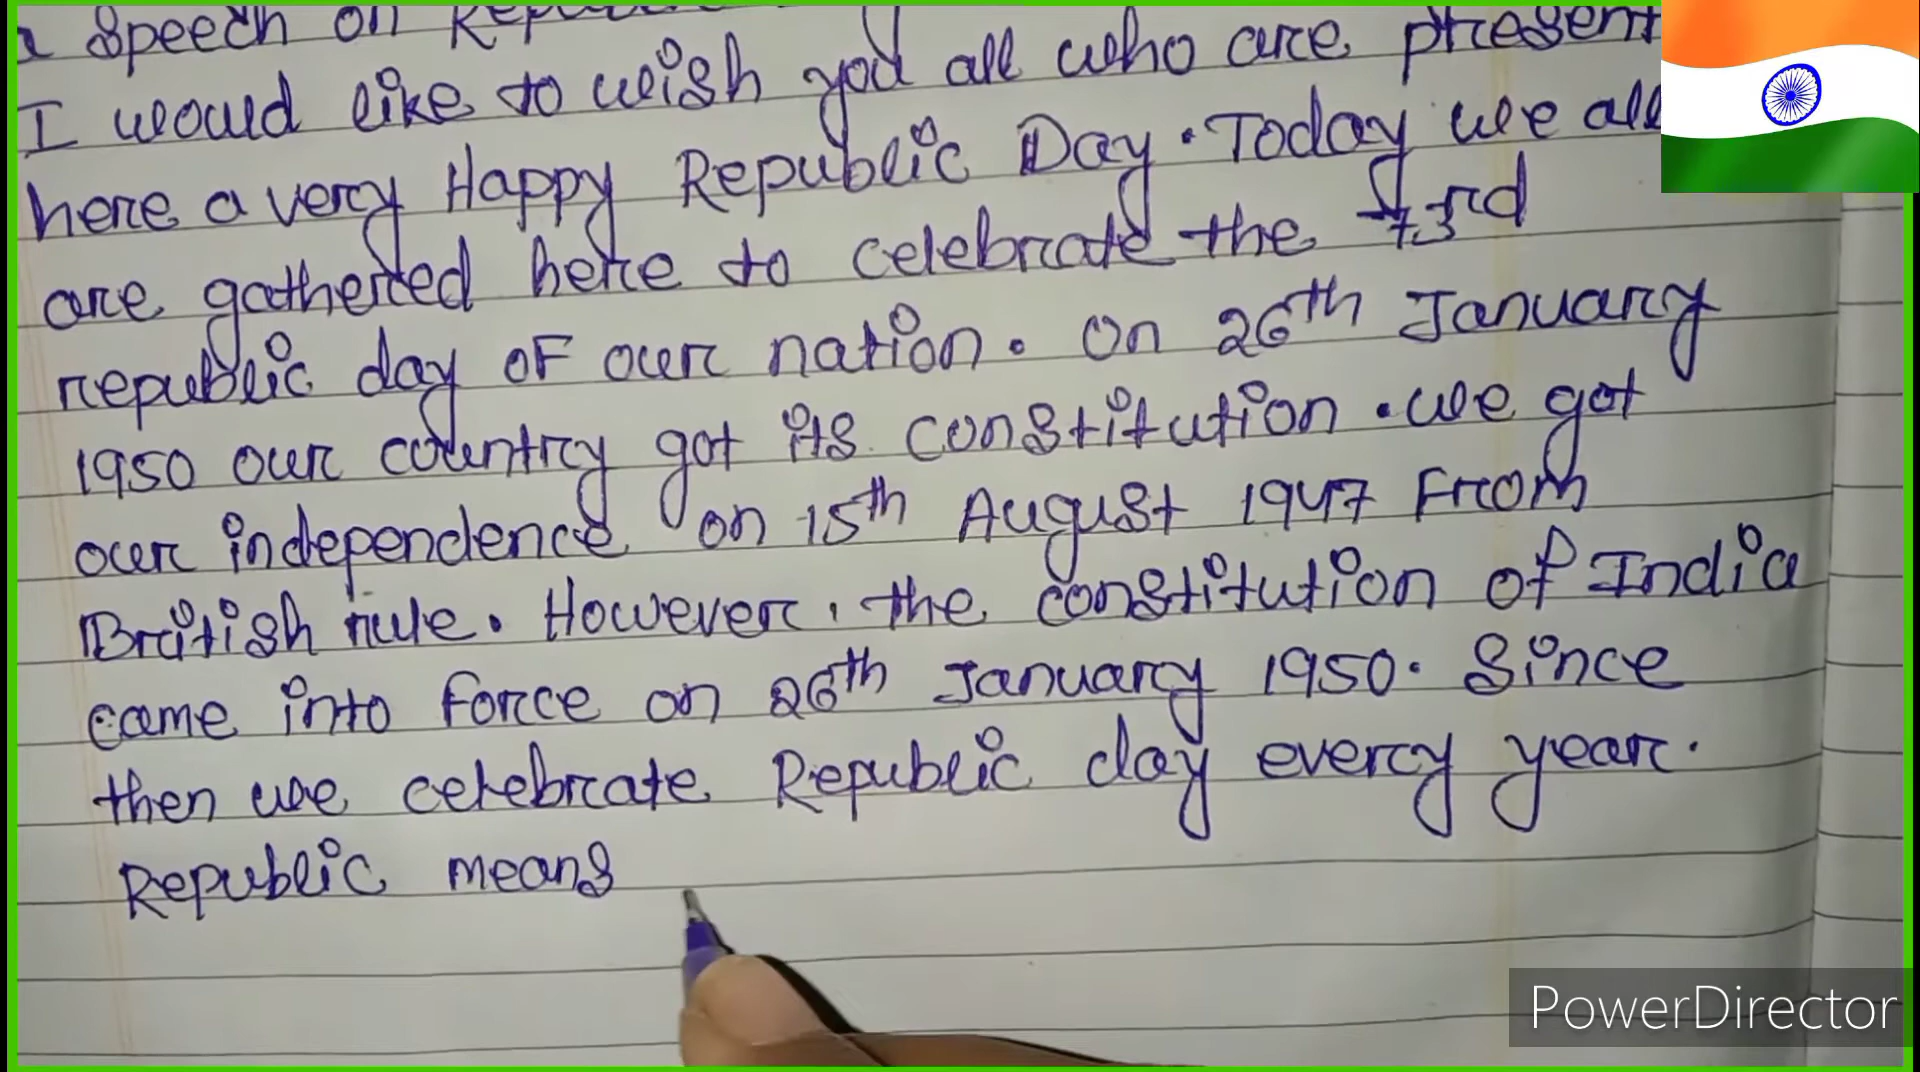 a speech on Republic
I would like to wish you all who are present
here a very Happy Republic Day. Today we all
are gathered here to celebrate the 73rd
republic day of our nation. On 26th January
1950 our country got its constitution. we got
our independence on 15th August 1947 From
British rule. However, the constitution of India
came into force on 26th January 1950. Since
then we celebrate Republic day every year.
Republic means
PowerDirector